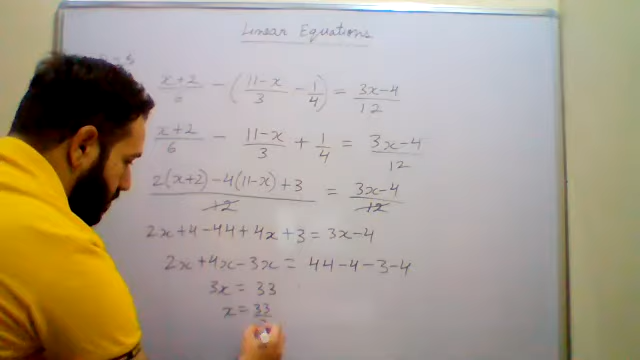 Linear Equations
x+2/6 - (11-x/3 - 1/4) = 3x-4/12
x+2/6 - 11-x/3 + 1/4 = 3x-4/12
2(x+2)-4(11-x)+3/12 = 3x-4/12
2x+4-44+4x+3=3x-4
2x+4x-3x = 44-4-3-4
3x = 33
x = 33